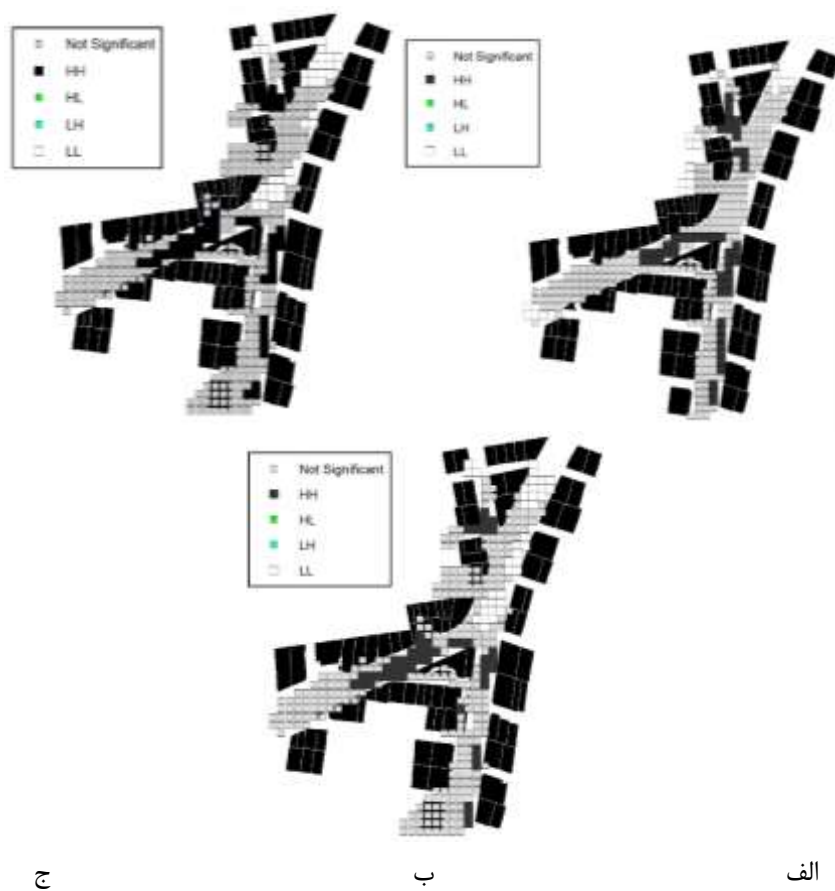 Not Significant
HH
HL
LH
LL
Not Significant
HH
HL
LH
LL
Not Significant
HH
HL
LH
LL
الف ب ج